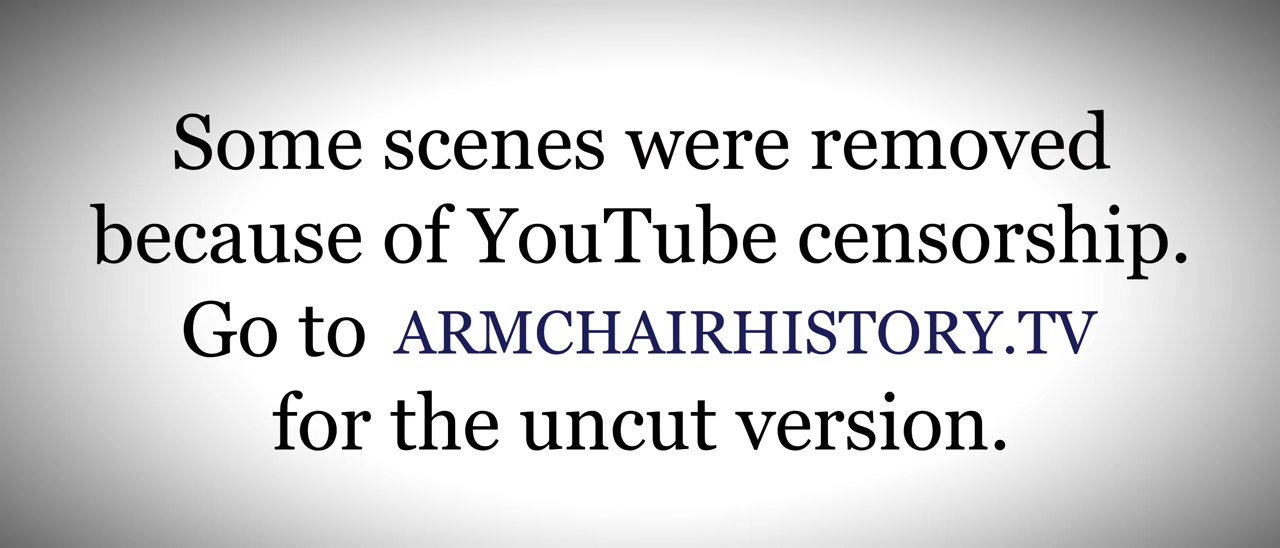 Some scenes were removed
because of YouTube censorship.
Go to ARMCHAIRHISTORY.TV
for the uncut version.